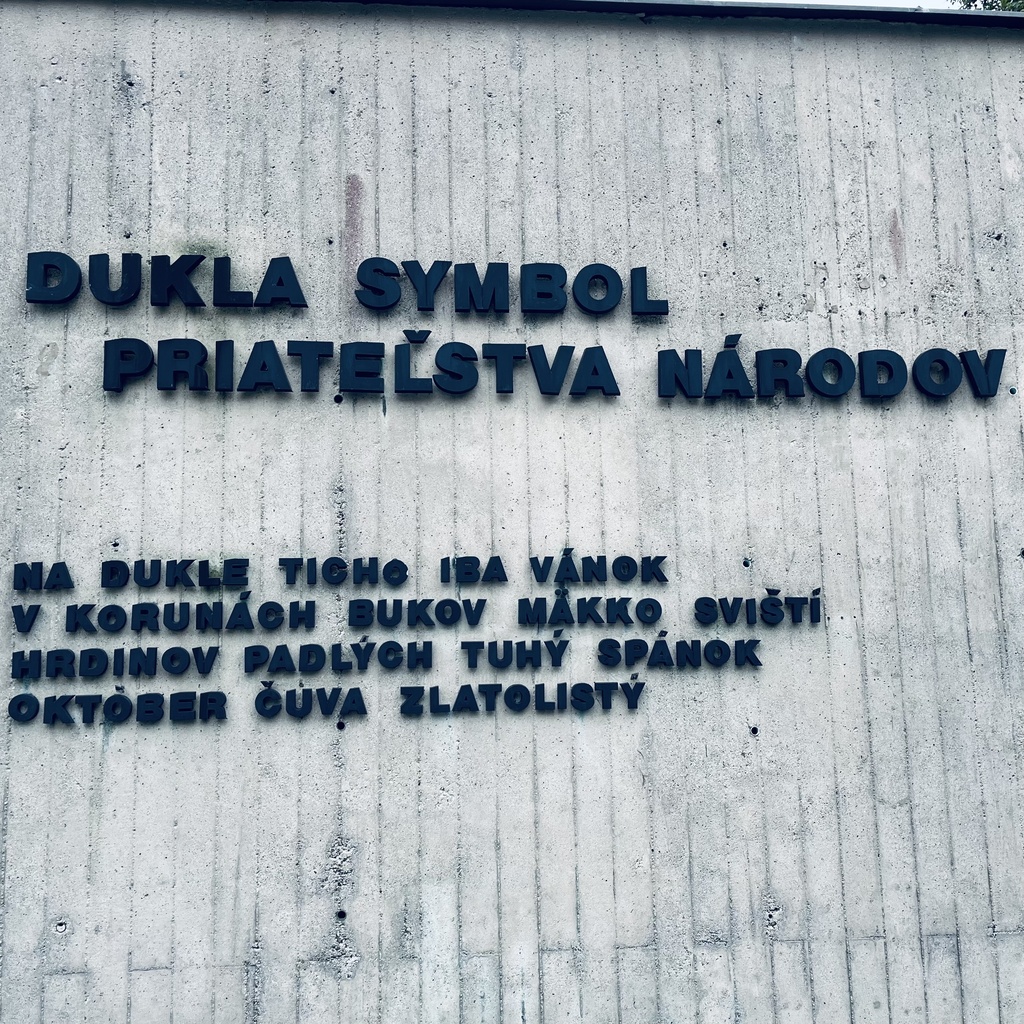 DUKLA SYMBOL
PRIATEĽSTVA NÁRODOV
NA DUKLE TICHO IBA VÁNOK
V KORUNÁCH BUKOV MÄKKO SVIŠTÍ
HRDINOV PADLÝCH TUHÝ SPÁNOK
OKTÓBER ČUVA ZLATOLISTÝ